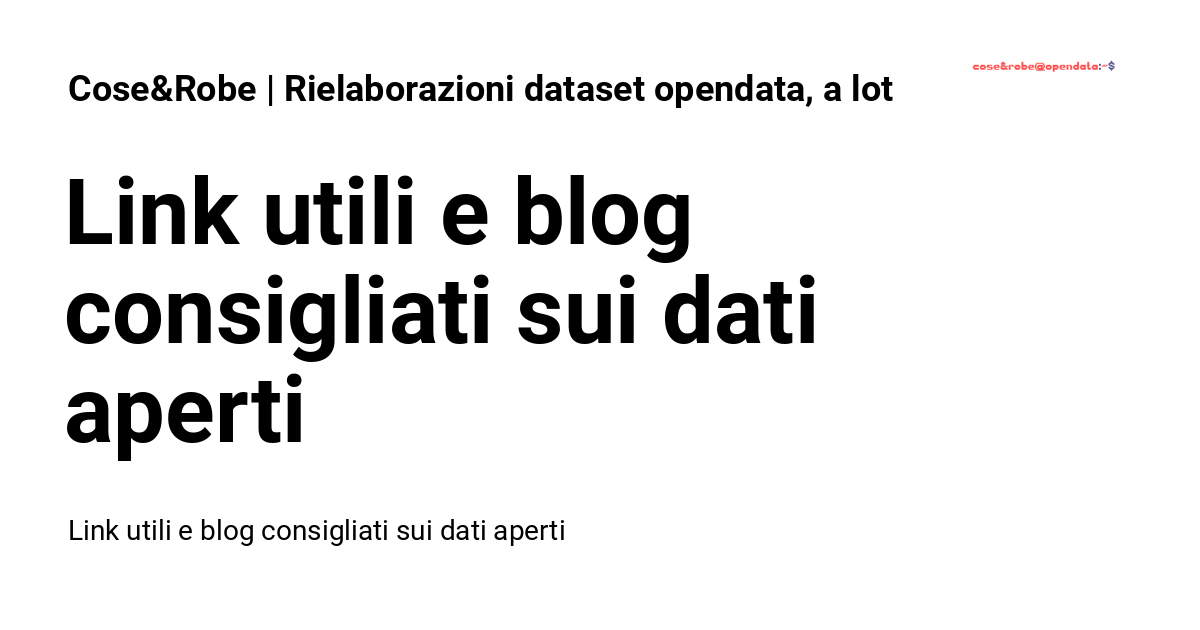 Cose&Robe | Rielaborazioni dataset opendata, a lot
cose&robe@opendata:~$
Link utili e blog
consigliati sui dati
aperti
Link utili e blog consigliati sui dati aperti